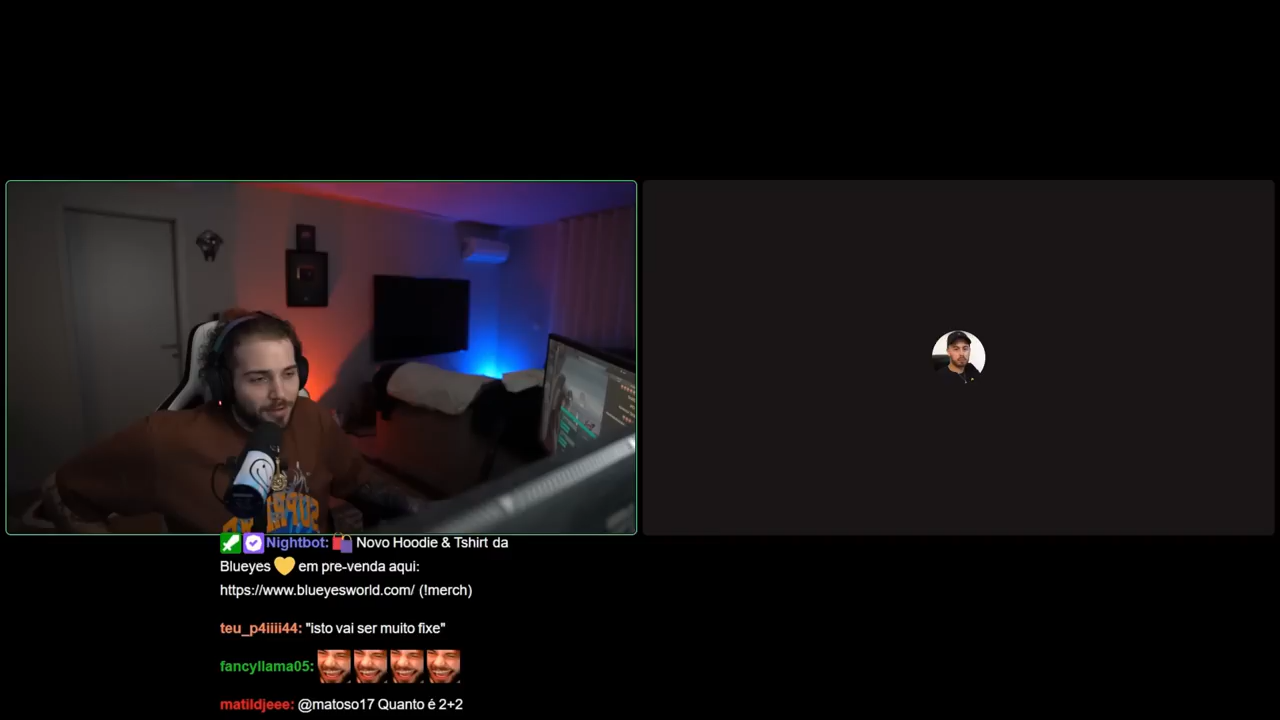 Nightbot: Novo Hoodie & Tshirt da
Blueyes em pre-venda aqui:
https://www.blueyesworld.com/ (!merch)
teu_p4iiii44: "isto vai ser muito fixe"
fancyllama05:
matildjeee: @matoso17 Quanto é 2+2